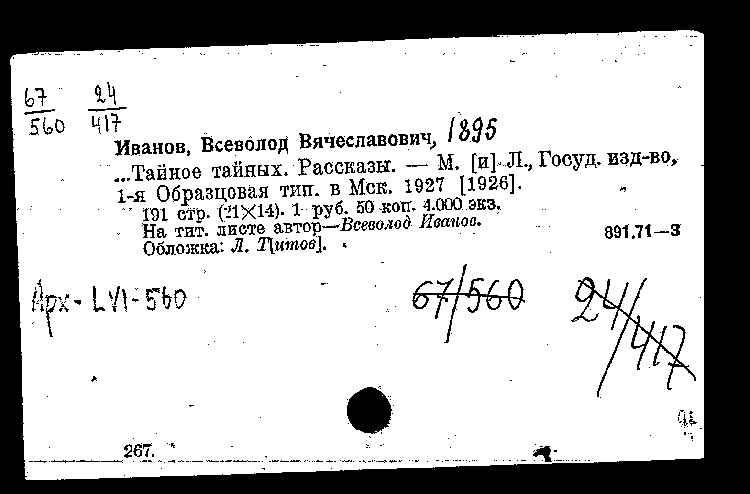 67 24
560 417
Иванов, Всеволод Вячеславович, 1895
...Тайное тайных. Рассказы. — М. [и] Л., Госуд. изд-во,
1-я Образцовая тип. в Мск. 1927 [1926].
191 стр. (21×14). 1 руб. 50 коп. 4.000 экз.
На тит. листе автор—Всеволод Иванов.
Обложка: Л. Т[итов]. 891.71—3
Арх-LVI-560 67/560 24/417
267.